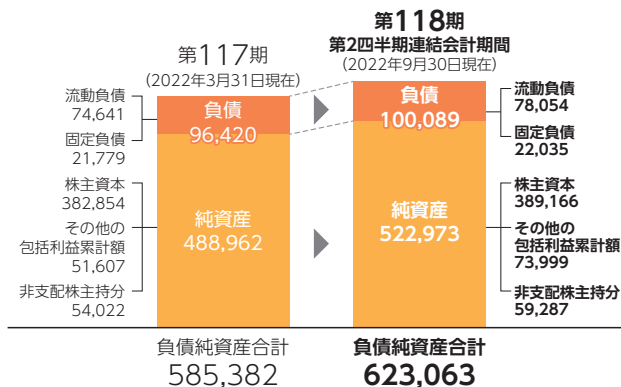 第117期
(2022年3月31日現在)
流動負債
74,641
固定負債
21,779
負債
96,420
株主資本
382,854
その他の
包括利益累計額
51,607
非支配株主持分
54,022
純資産
488,962
負債純資産合計
585,382
第118期
第2四半期連結会計期間
(2022年9月30日現在)
負債
100,089
流動負債
78,054
固定負債
22,035
純資産
522,973
株主資本
389,166
その他の
包括利益累計額
73,999
非支配株主持分
59,287
負債純資産合計
623,063